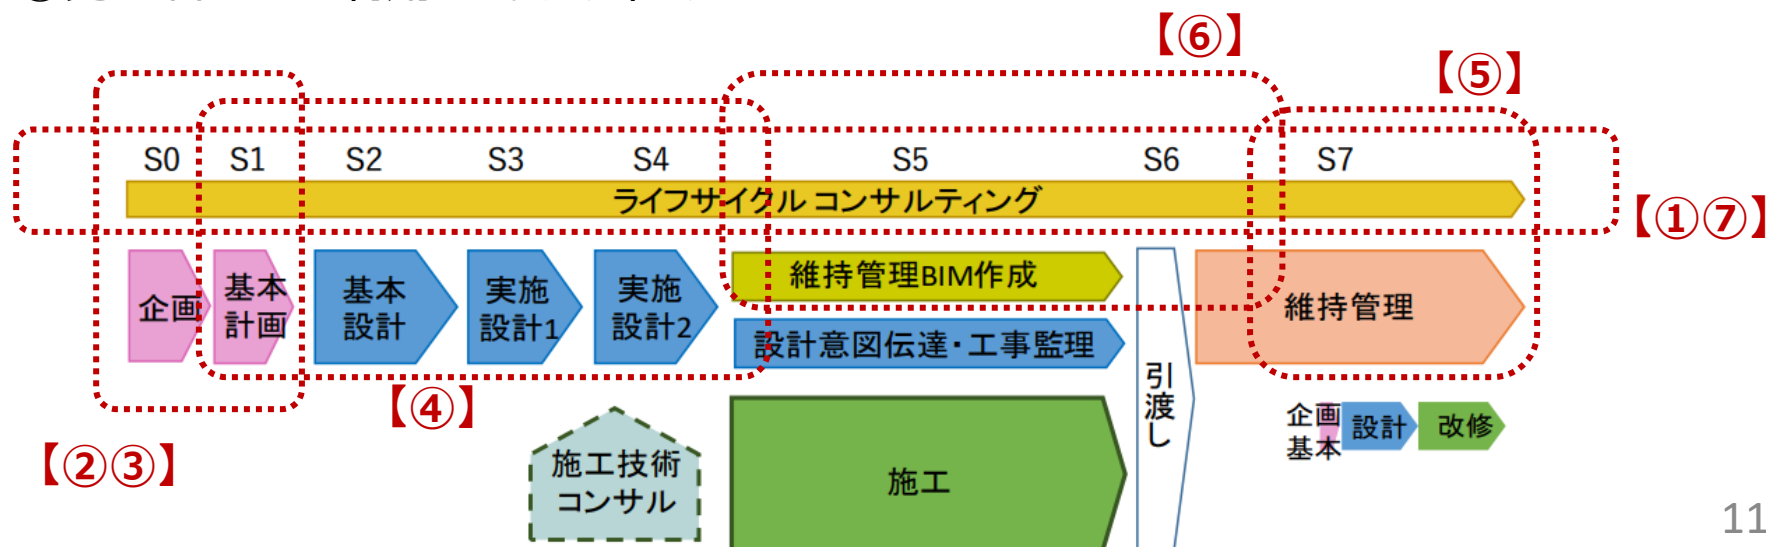 【⑥】
【⑤】
S0 S1 S2 S3 S4 S5 S6 S7
ライフサイクル コンサルティング
【①⑦】
企画
基本
計画
基本
設計
実施
設計1
実施
設計2
維持管理BIM作成
設計意図伝達・工事監理
維持管理
【④】
引渡し
企画
基本
設計
改修
【②③】
施工技術
コンサル
施工
11